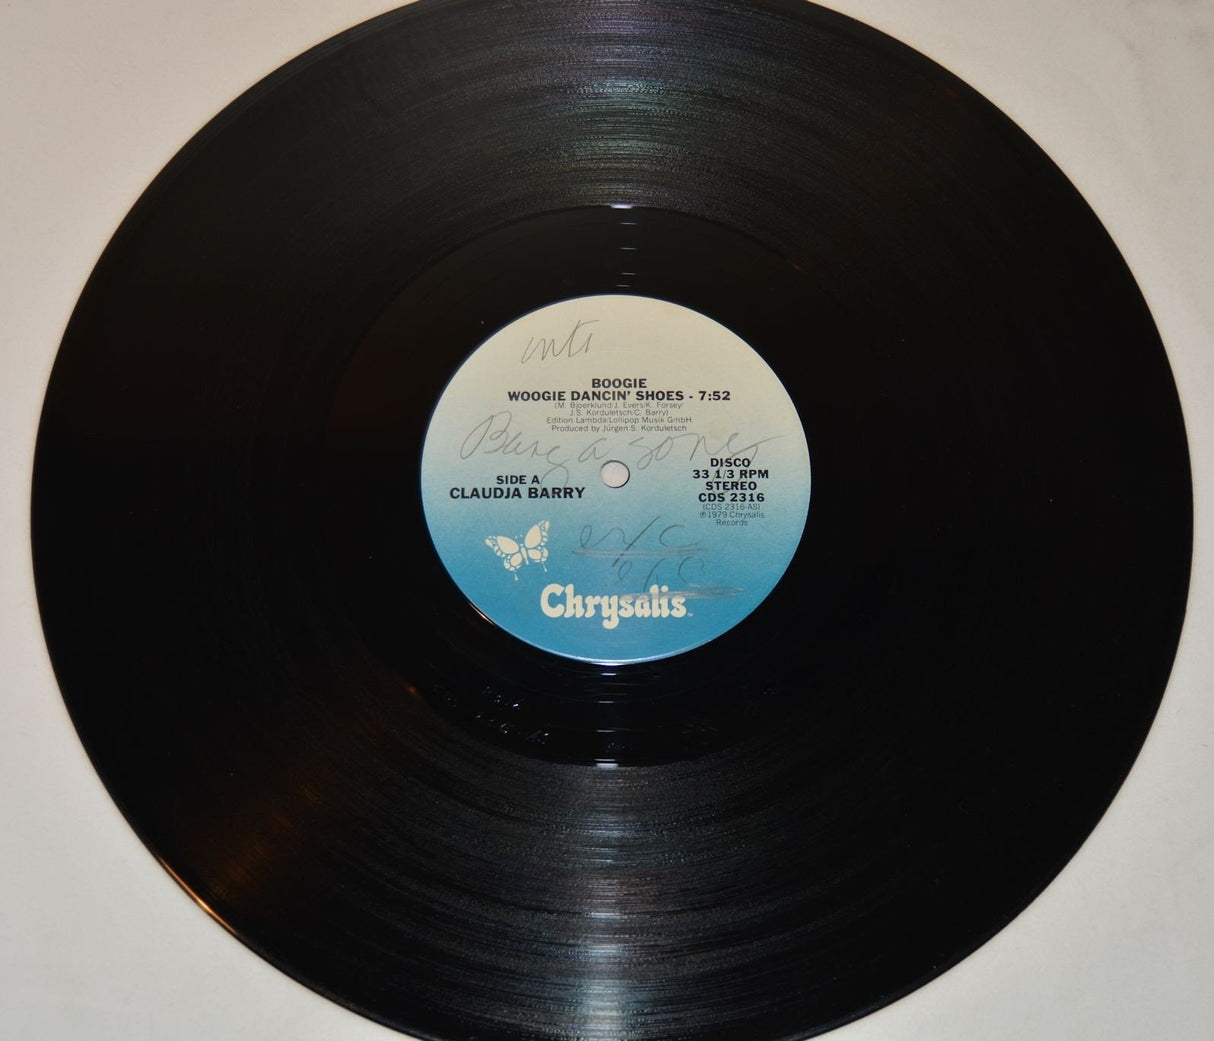 BOOGIE
WOOGIE DANCIN' SHOES - 7:52
(M. Bjoerklund/J. Evers/K. Forsey/
J.S. Korduletsch/C. Barry)
Edition Lambda/Lollipop Musik GmbH
Produced by Jürgen S. Korduletsch
SIDE A
CLAUDJA BARRY
DISCO
33 1/3 RPM
STEREO
CDS 2316
(CDS 2316-AS)
℗1979 Chrysalis
Records
Chrysalis™